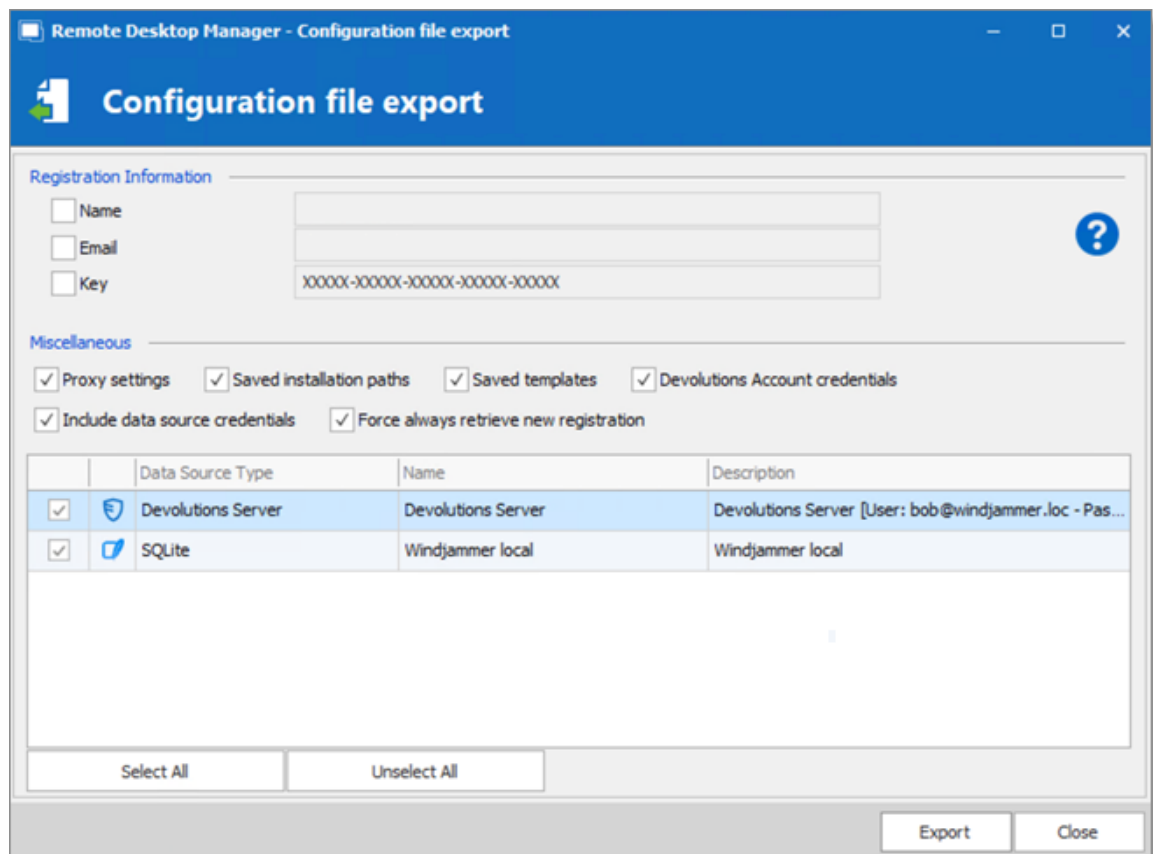 Remote Desktop Manager - Configuration file export
Configuration file export
Registration Information
Name
Email
Key XXXXX-XXXXX-XXXXX-XXXXX-XXXXX
?
Miscellaneous
Proxy settings Saved installation paths Saved templates Devolutions Account credentials
Include data source credentials Force always retrieve new registration
Data Source Type Name Description
Devolutions Server Devolutions Server Devolutions Server [User: bob@windjammer.loc - Pas...
SQLite Windjammer local Windjammer local
Select All Unselect All
Export Close